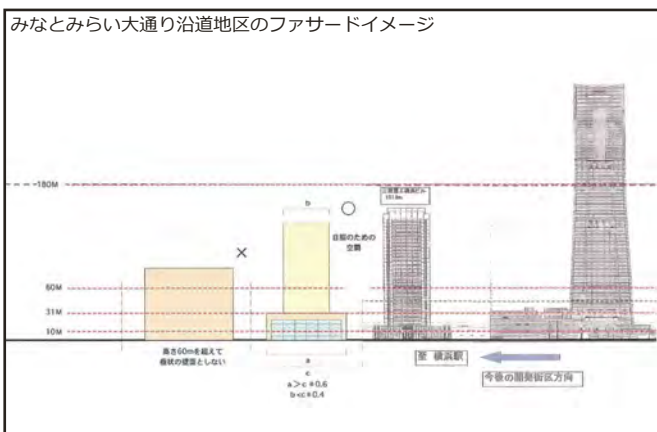 みなとみらい大通り沿道地区のファサードイメージ
180M
b
○
自転のための
空間
×
60M
31M
10M
高さ60mを超えて
板状の建築としない
a
c
a＞c＊0.6
b＜c＊0.4
至 横浜駅
今後の開発街区方向